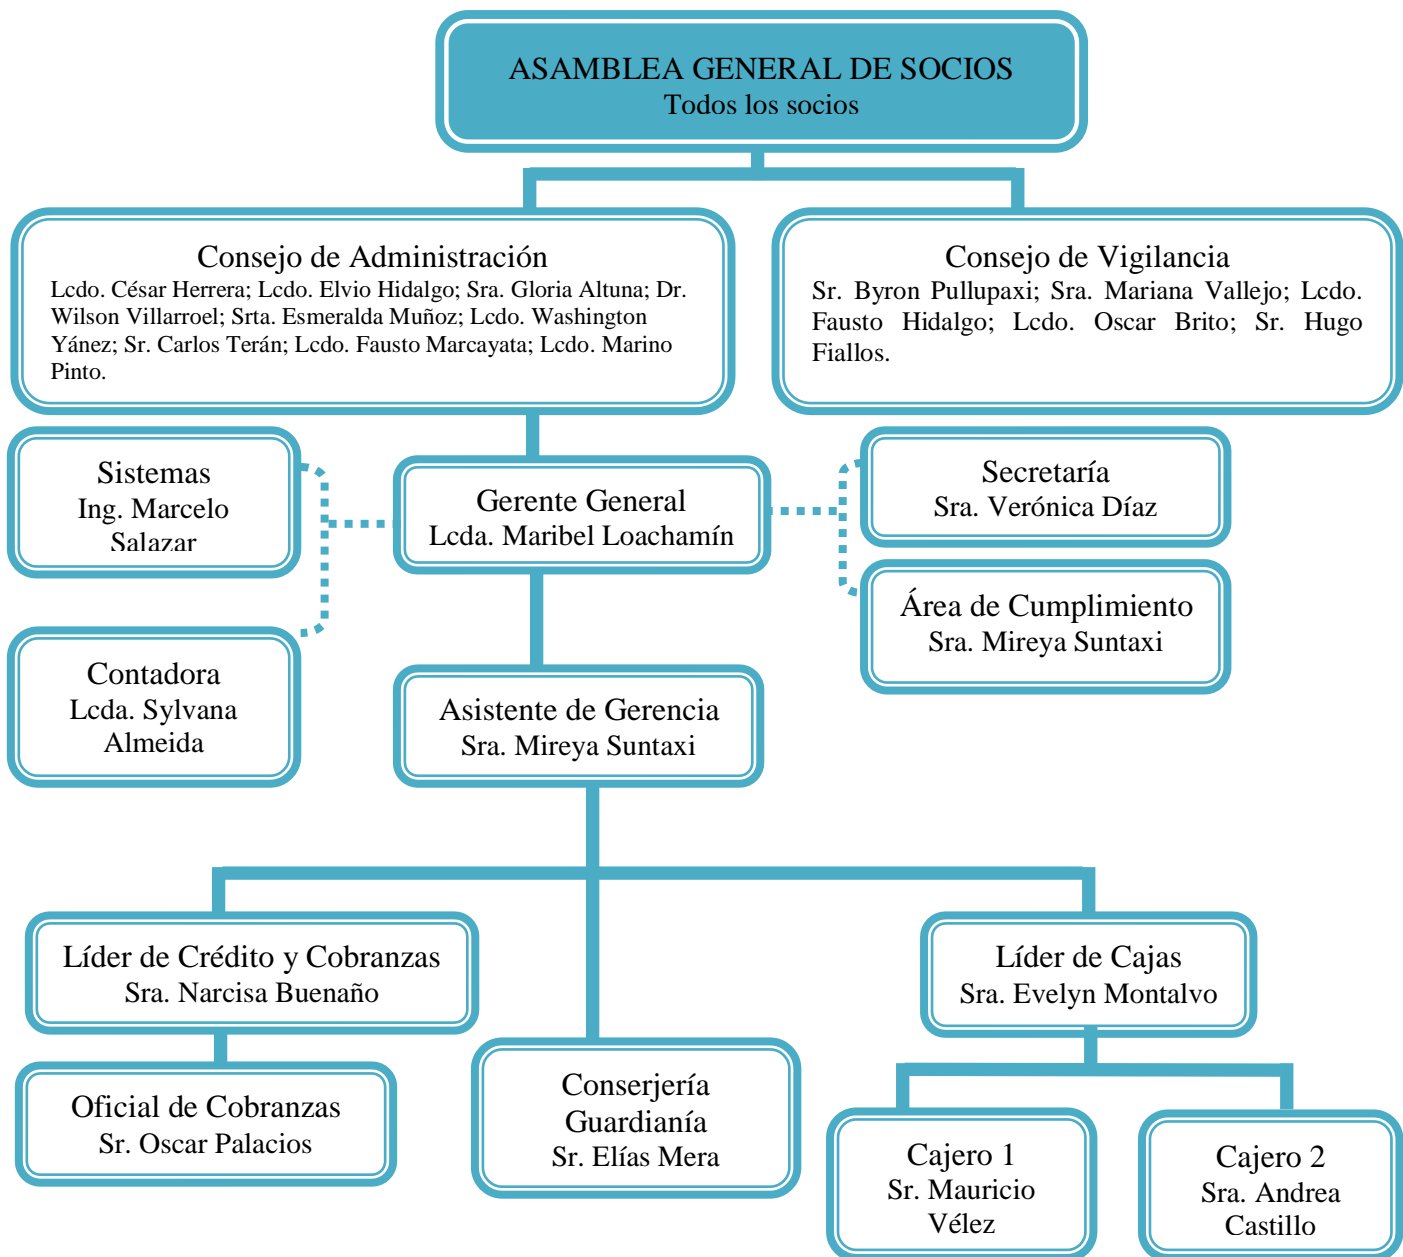 ASAMBLEA GENERAL DE SOCIOS
Todos los socios
Consejo de Administración
Lcdo. César Herrera; Lcdo. Elvio Hidalgo; Sra. Gloria Altuna; Dr.
Wilson Villarroel; Srta. Esmeralda Muñoz; Lcdo. Washington
Yánez; Sr. Carlos Terán; Lcdo. Fausto Marcayata; Lcdo. Marino
Pinto.
Consejo de Vigilancia
Sr. Byron Pullupaxi; Sra. Mariana Vallejo; Lcdo.
Fausto Hidalgo; Lcdo. Oscar Brito; Sr. Hugo
Fiallos.
Sistemas
Ing. Marcelo
Salazar
Gerente General
Lcda. Maribel Loachamín
Secretaría
Sra. Verónica Díaz
Área de Cumplimiento
Sra. Mireya Suntaxi
Contadora
Lcda. Sylvana
Almeida
Asistente de Gerencia
Sra. Mireya Suntaxi
Líder de Crédito y Cobranzas
Sra. Narcisa Buenaño
Líder de Cajas
Sra. Evelyn Montalvo
Oficial de Cobranzas
Sr. Oscar Palacios
Conserjería
Guardianía
Sr. Elías Mera
Cajero 1
Sr. Mauricio
Vélez
Cajero 2
Sra. Andrea
Castillo